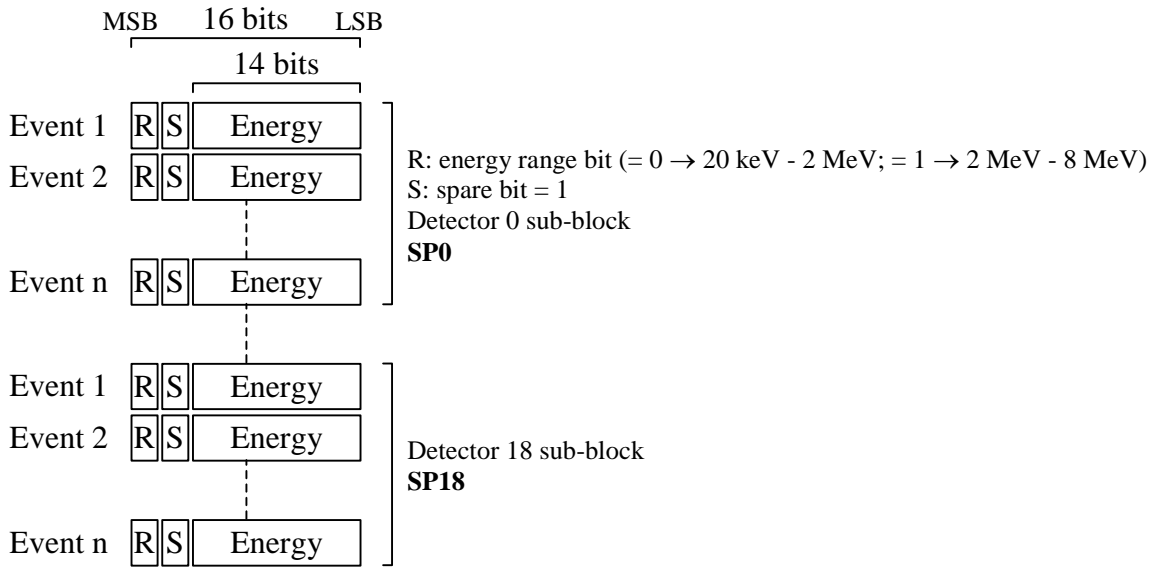 MSB 16 bits LSB
14 bits
Event 1 R S Energy
Event 2 R S Energy
R: energy range bit (= 0 → 20 keV - 2 MeV; = 1 → 2 MeV - 8 MeV)
S: spare bit = 1
Detector 0 sub-block
SP0
Event n R S Energy
Event 1 R S Energy
Event 2 R S Energy
Detector 18 sub-block
SP18
Event n R S Energy